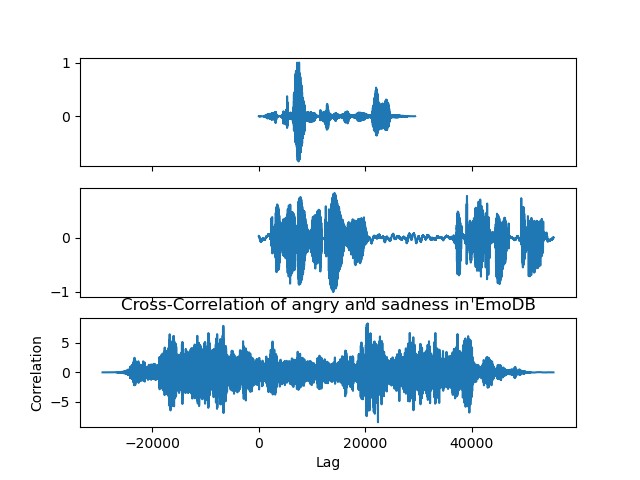 1
0
0
−1
Cross-Correlation of angry and sadness in EmoDB
5
0
−5
Correlation
−20000 0 20000 40000
Lag